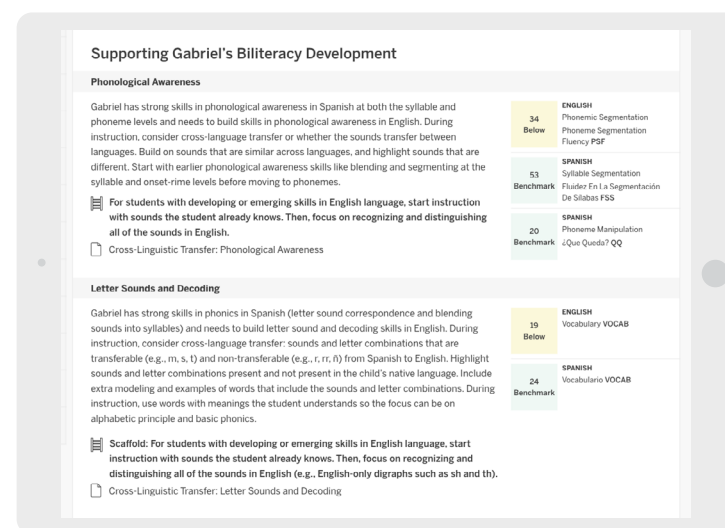 Supporting Gabriel's Biliteracy Development
Phonological Awareness
Gabriel has strong skills in phonological awareness in Spanish at both the syllable and
phoneme levels and needs to build skills in phonological awareness in English. During
instruction, consider cross-language transfer or whether the sounds transfer between
languages. Build on sounds that are similar across languages, and highlight sounds that are
different. Start with earlier phonological awareness skills like blending and segmenting at the
syllable and onset-rime levels before moving to phonemes.
For students with developing or emerging skills in English language, start instruction
with sounds the student already knows. Then, focus on recognizing and distinguishing
all of the sounds in English.
Cross-Linguistic Transfer: Phonological Awareness
34
Below
ENGLISH
Phonemic Segmentation
Phoneme Segmentation
Fluency PSF
53
Benchmark
SPANISH
Syllable Segmentation
Fluidez En La Segmentación
De Sílabas FSS
20
Benchmark
SPANISH
Phoneme Manipulation
¿Que Queda? QQ
Letter Sounds and Decoding
Gabriel has strong skills in phonics in Spanish (letter sound correspondence and blending
sounds into syllables) and needs to build letter sound and decoding skills in English. During
instruction, consider cross-language transfer: sounds and letter combinations that are
transferable (e.g., m, s, t) and non-transferable (e.g., r, rr, ñ) from Spanish to English. Highlight
sounds and letter combinations present and not present in the child's native language. Include
extra modeling and examples of words that include the sounds and letter combinations. During
instruction, use words with meanings the student understands so the focus can be on
alphabetic principle and basic phonics.
Scaffold: For students with developing or emerging skills in English language, start
instruction with sounds the student already knows. Then, focus on recognizing and
distinguishing all of the sounds in English (e.g., English-only digraphs such as sh and th).
Cross-Linguistic Transfer: Letter Sounds and Decoding
19
Below
ENGLISH
Vocabulary VOCAB
24
Benchmark
SPANISH
Vocabulario VOCAB